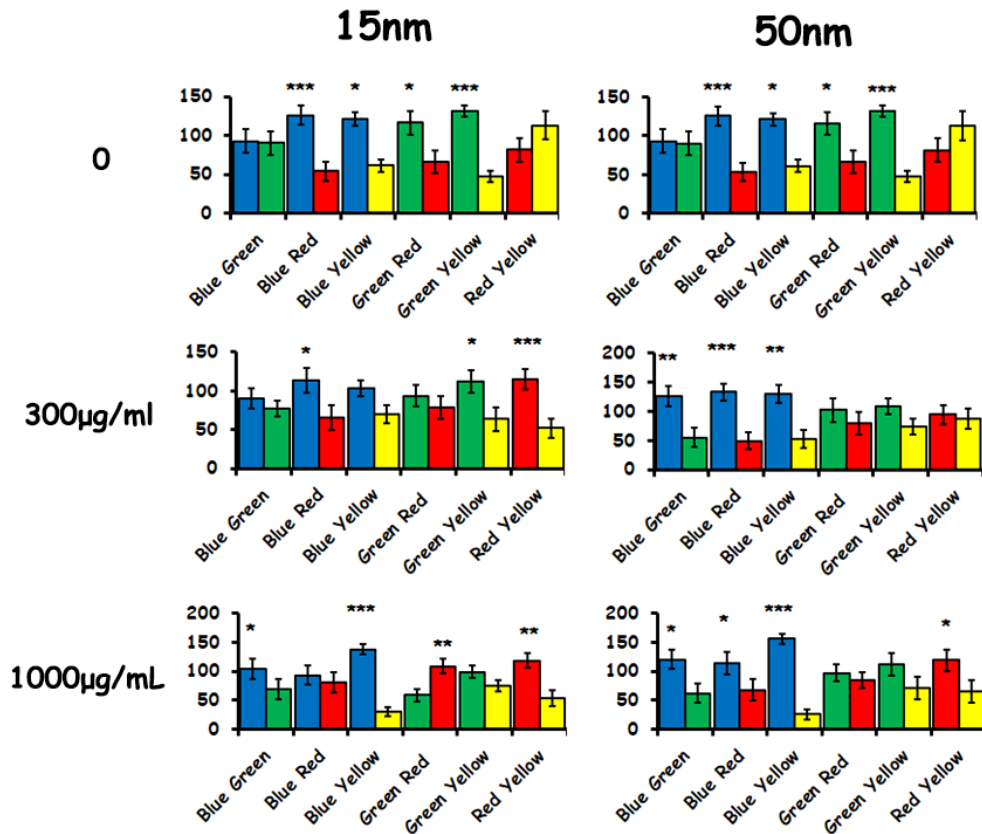 15nm 50nm
*** * * ***
*** * * ***
0
150
100
50
0
150
100
50
0
Blue Green Blue Red Blue Yellow Green Red Green Yellow Red Yellow
Blue Green Blue Red Blue Yellow Green Red Green Yellow Red Yellow
300µg/ml
* * ***
** *** **
150
100
50
0
200
150
100
50
0
Blue Green Blue Red Blue Yellow Green Red Green Yellow Red Yellow
Blue Green Blue Red Blue Yellow Green Red Green Yellow Red Yellow
1000µg/mL
* *** ** **
* * *** *
200
150
100
50
0
200
150
100
50
0
Blue Green Blue Red Blue Yellow Green Red Green Yellow Red Yellow
Blue Green Blue Red Blue Yellow Green Red Green Yellow Red Yellow